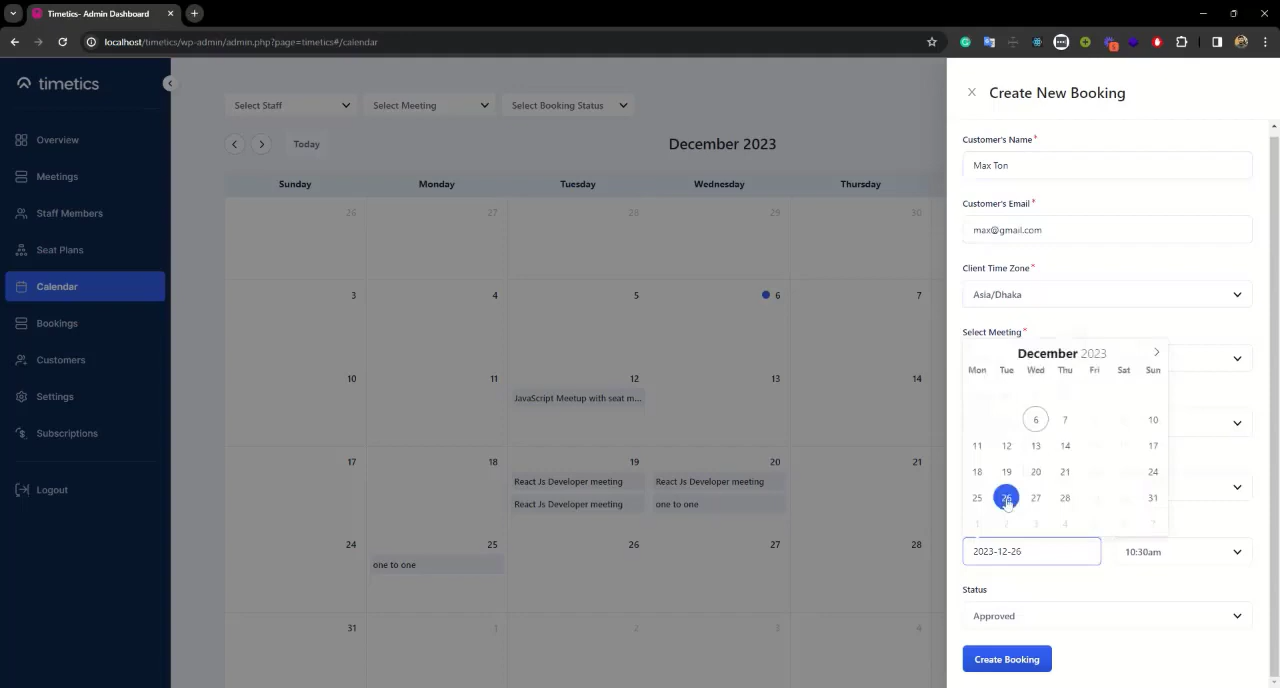 Timetics- Admin Dashboard
localhost/timetics/wp-admin/admin.php?page=timetics#/calendar
timetics
Overview
Meetings
Staff Members
Seat Plans
Calendar
Bookings
Customers
Settings
Subscriptions
Logout
Select Staff Select Meeting Select Booking Status
Today
December 2023
Sunday Monday Tuesday Wednesday Thursday
26 27 28 29 30
3 4 5 6 7
10 11 12 13 14
JavaScript Meetup with seat m...
17 18 19 20 21
React Js Developer meeting React Js Developer meeting
React Js Developer meeting one to one
24 25 26 27 28
one to one
31 1 2 3 4
Create New Booking
Customer's Name*
Max Ton
Customer's Email*
max@gmail.com
Client Time Zone*
Asia/Dhaka
Select Meeting*
December 2023
Mon Tue Wed Thu Fri Sat Sun
6 7 10
11 12 13 14 17
18 19 20 21 24
25 26 27 28 31
1 2 3 4 7
2023-12-26 10:30am
Status
Approved
Create Booking